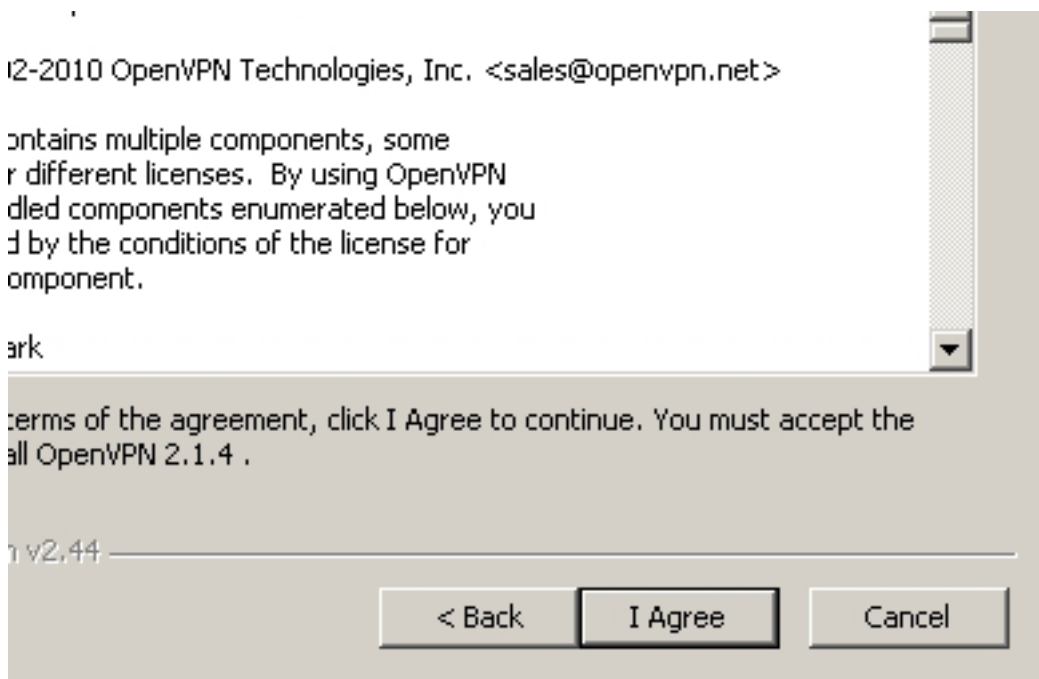 02-2010 OpenVPN Technologies, Inc. <sales@openvpn.net>
ontains multiple components, some
r different licenses.  By using OpenVPN
dled components enumerated below, you
d by the conditions of the license for
omponent.
ark
terms of the agreement, click I Agree to continue. You must accept the
all OpenVPN 2.1.4 .
m v2.44
< Back
I Agree
Cancel